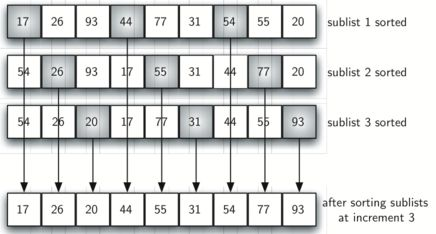 17 26 93 44 77 31 54 55 20 sublist 1 sorted
54 26 93 17 55 31 44 77 20 sublist 2 sorted
54 26 20 17 77 31 44 55 93 sublist 3 sorted
17 26 20 44 55 31 54 77 93 after sorting sublists
at increment 3